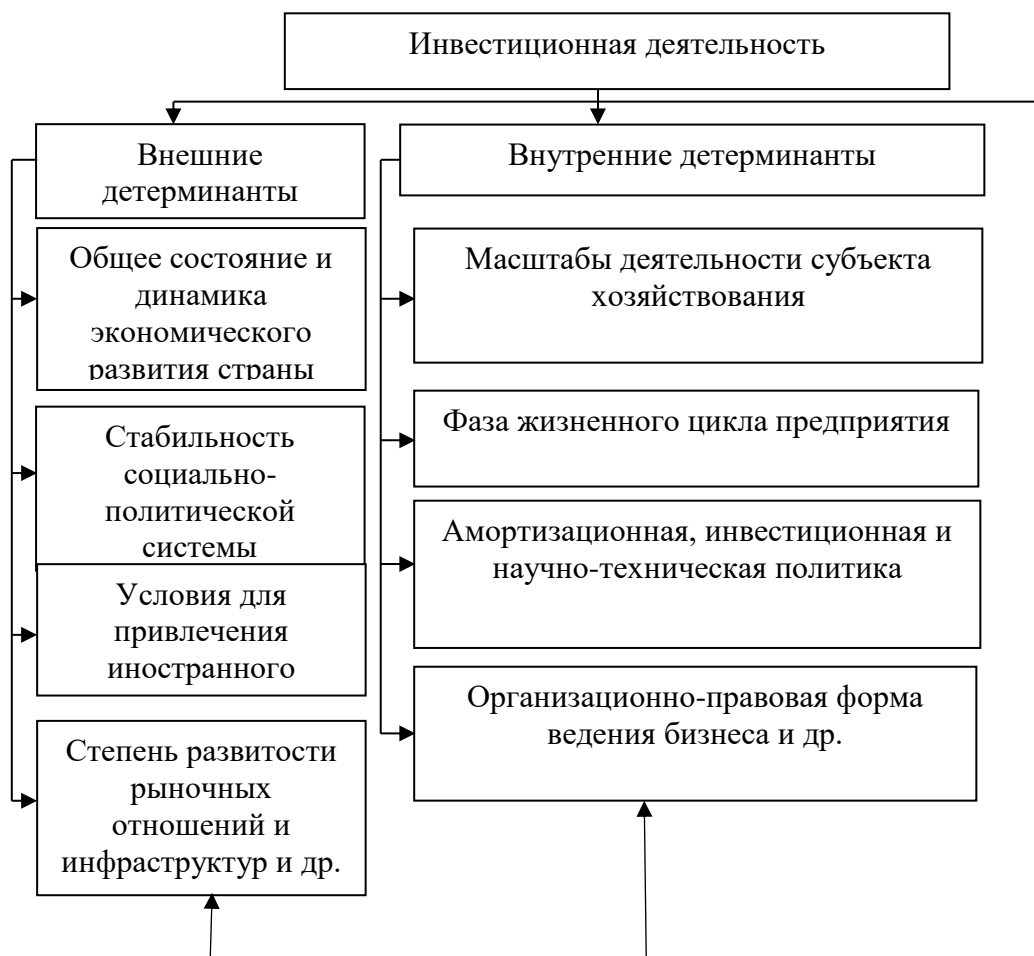 Инвестиционная деятельность
Внешние
детерминанты
Общее состояние и
динамика
экономического
развития страны
Стабильность
социально-
политической
системы
Условия для
привлечения
иностранного
Степень развитости
рыночных
отношений и
инфраструктур и др.
Внутренние детерминанты
Масштабы деятельности субъекта
хозяйствования
Фаза жизненного цикла предприятия
Амортизационная, инвестиционная и
научно-техническая политика
Организационно-правовая форма
ведения бизнеса и др.